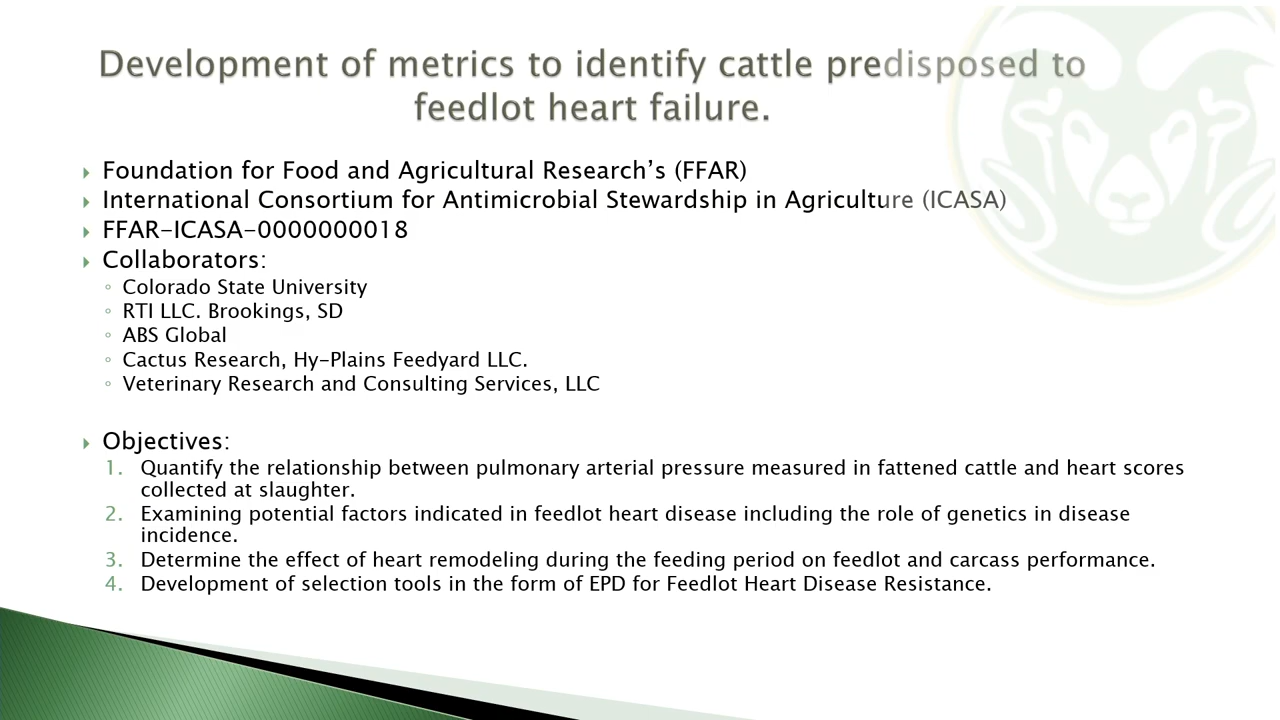 Development of metrics to identify cattle predisposed to
feedlot heart failure.
Foundation for Food and Agricultural Research’s (FFAR)
International Consortium for Antimicrobial Stewardship in Agriculture (ICASA)
FFAR-ICASA-0000000018
Collaborators:
Colorado State University
RTI LLC. Brookings, SD
ABS Global
Cactus Research, Hy-Plains Feedyard LLC.
Veterinary Research and Consulting Services, LLC
Objectives:
1. Quantify the relationship between pulmonary arterial pressure measured in fattened cattle and heart scores
collected at slaughter.
2. Examining potential factors indicated in feedlot heart disease including the role of genetics in disease
incidence.
3. Determine the effect of heart remodeling during the feeding period on feedlot and carcass performance.
4. Development of selection tools in the form of EPD for Feedlot Heart Disease Resistance.